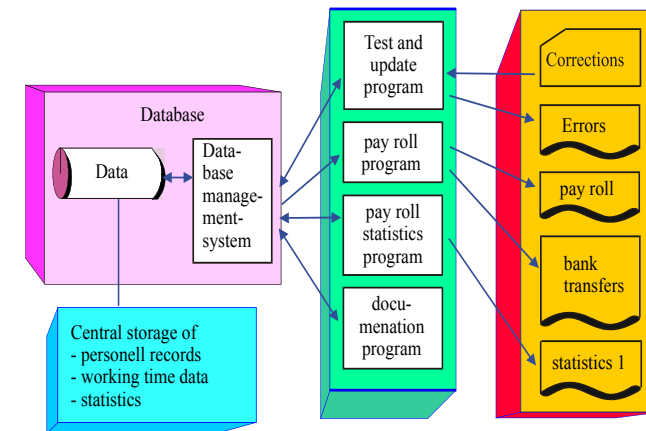 Database
Data
Data-
base
manage-
ment-
system
Central storage of
- personell records
- working time data
- statistics
Test and
update
program
pay roll
program
pay roll
statistics
program
docu-
menation
program
Corrections
Errors
pay roll
bank
transfers
statistics 1